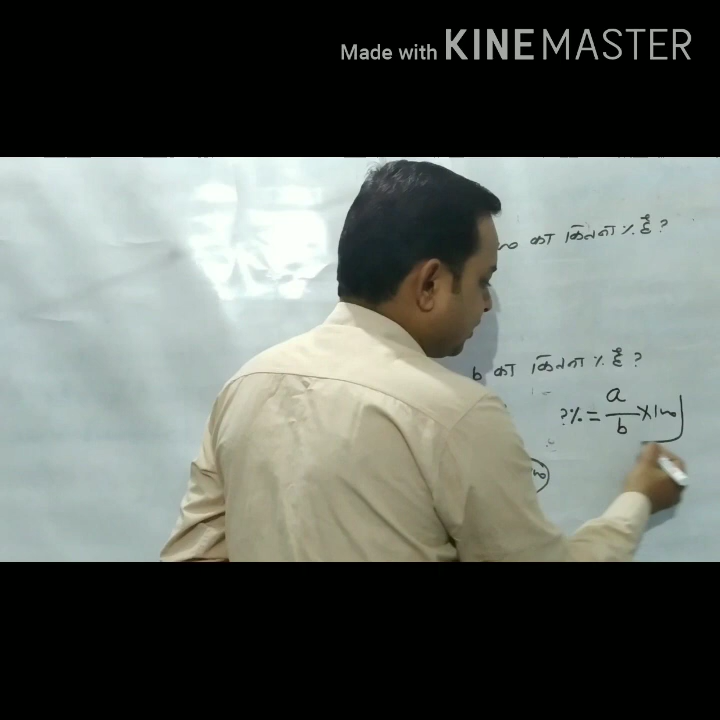 Made with KINEMASTER
का कितना % है ?
b का कितना % है ?
?% = a/b × 100